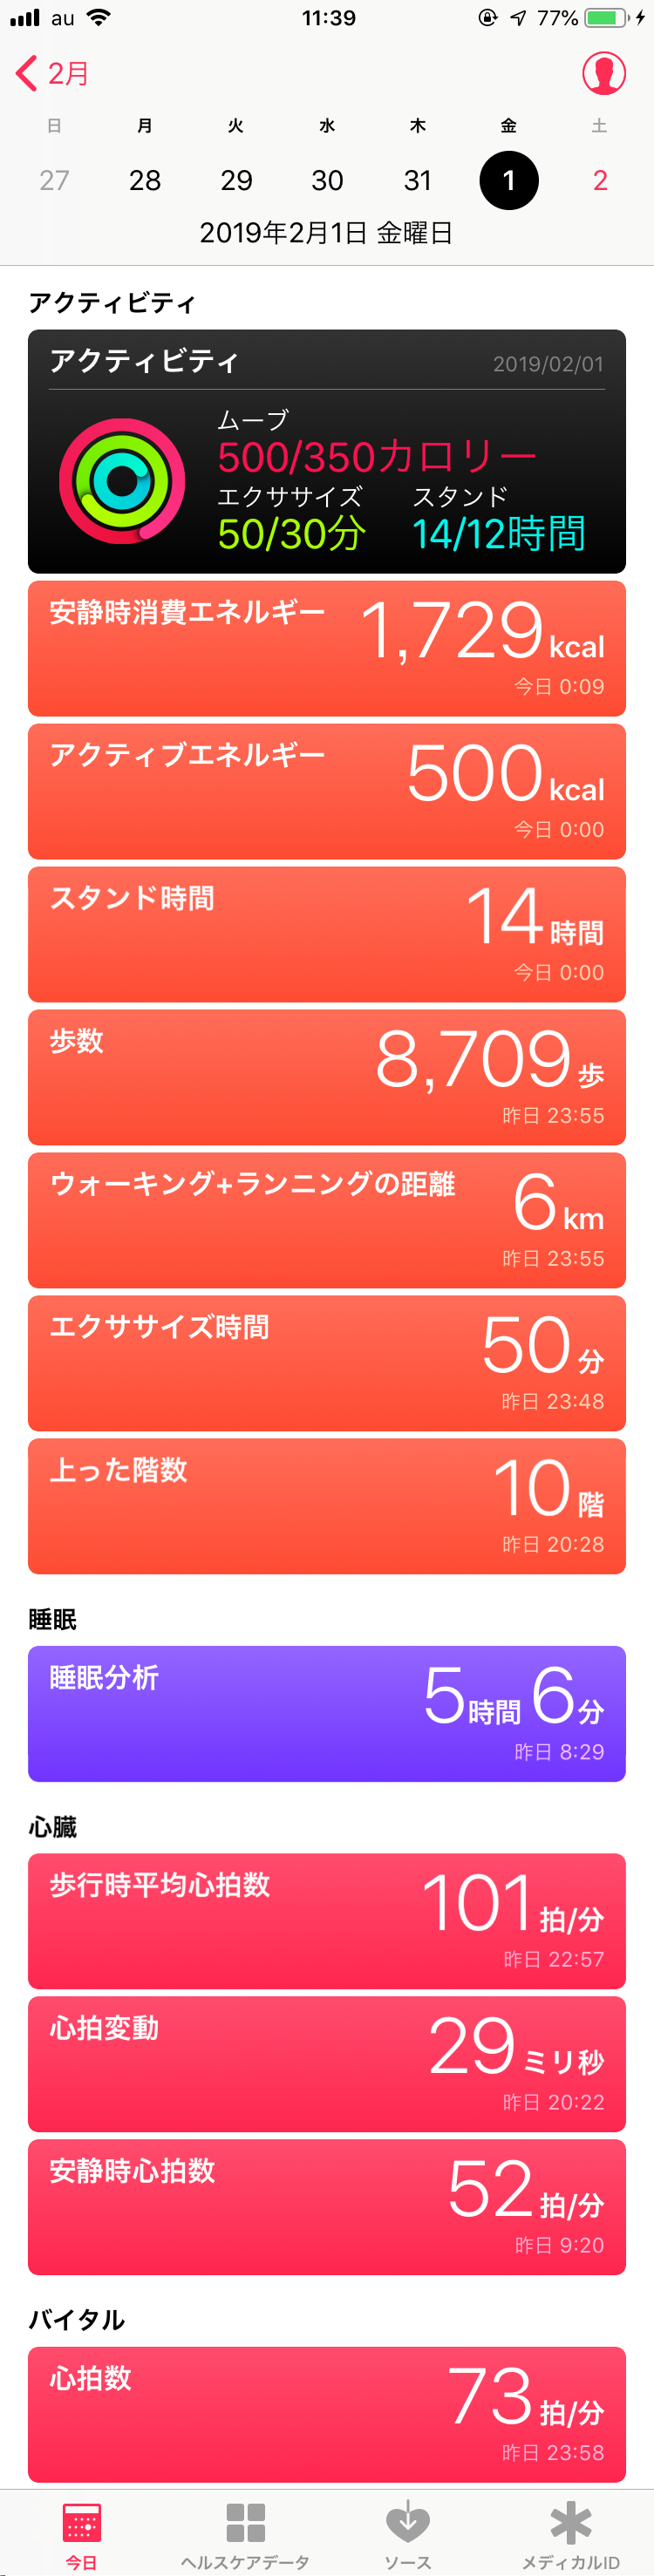 au 11:39 77%
2月
日 月 火 水 木 金 土
27 28 29 30 31 1 2
2019年2月1日 金曜日
アクティビティ
アクティビティ 2019/02/01
ムーブ
500/350カロリー
エクササイズ スタンド
50/30分 14/12時間
安静時消費エネルギー 1,729 kcal
今日 0:09
アクティブエネルギー 500 kcal
今日 0:00
スタンド時間 14 時間
今日 0:00
歩数 8,709 歩
昨日 23:55
ウォーキング+ランニングの距離 6 km
昨日 23:55
エクササイズ時間 50 分
昨日 23:48
上った階数 10 階
昨日 20:28
睡眠
睡眠分析 5時間 6分
昨日 8:29
心臓
歩行時平均心拍数 101 拍/分
昨日 22:57
心拍変動 29 ミリ秒
昨日 20:22
安静時心拍数 52 拍/分
昨日 9:20
バイタル
心拍数 73 拍/分
昨日 23:58
今日 ヘルスケアデータ ソース メディカルID